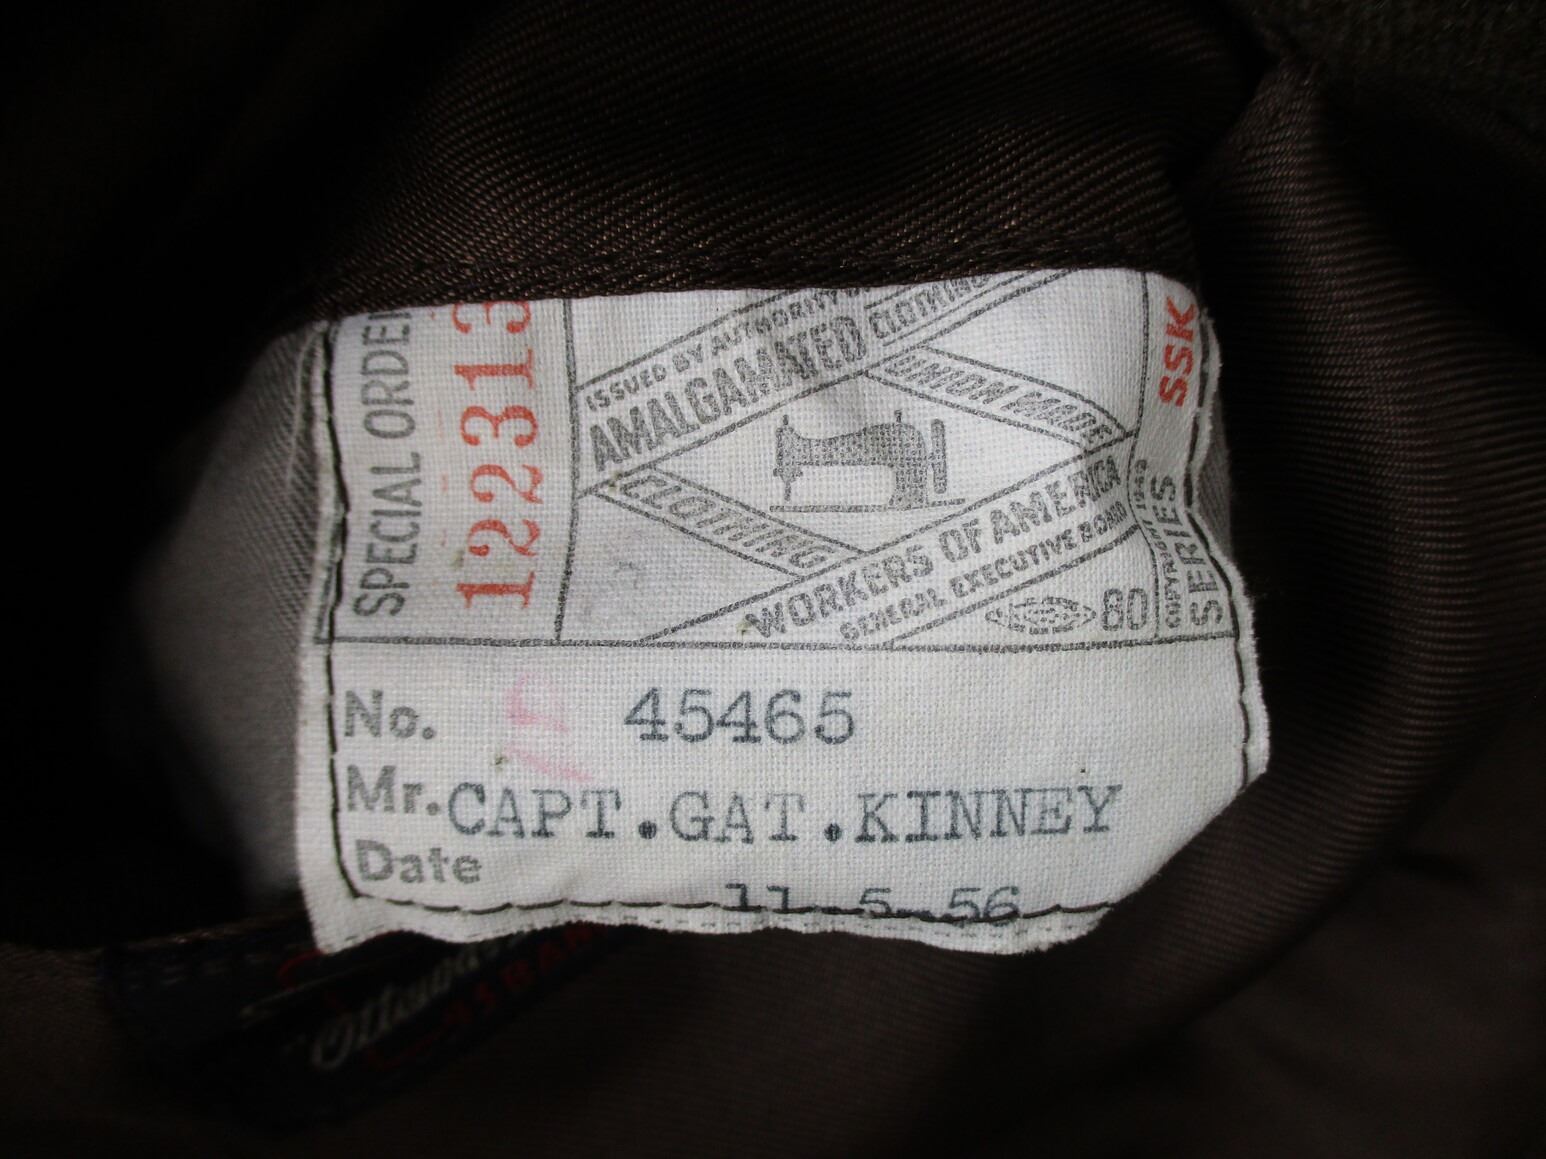 SPECIAL ORDER
122313
ISSUED BY AUTHORITY
AMALGAMATED CLOTHING
UNION MADE
CLOTHING
WORKERS OF AMERICA
GENERAL EXECUTIVE BOARD
80
COPYRIGHT
SERIES
SSK
No. 45465
Mr. CAPT.GAT.KINNEY
Date
11-5-56